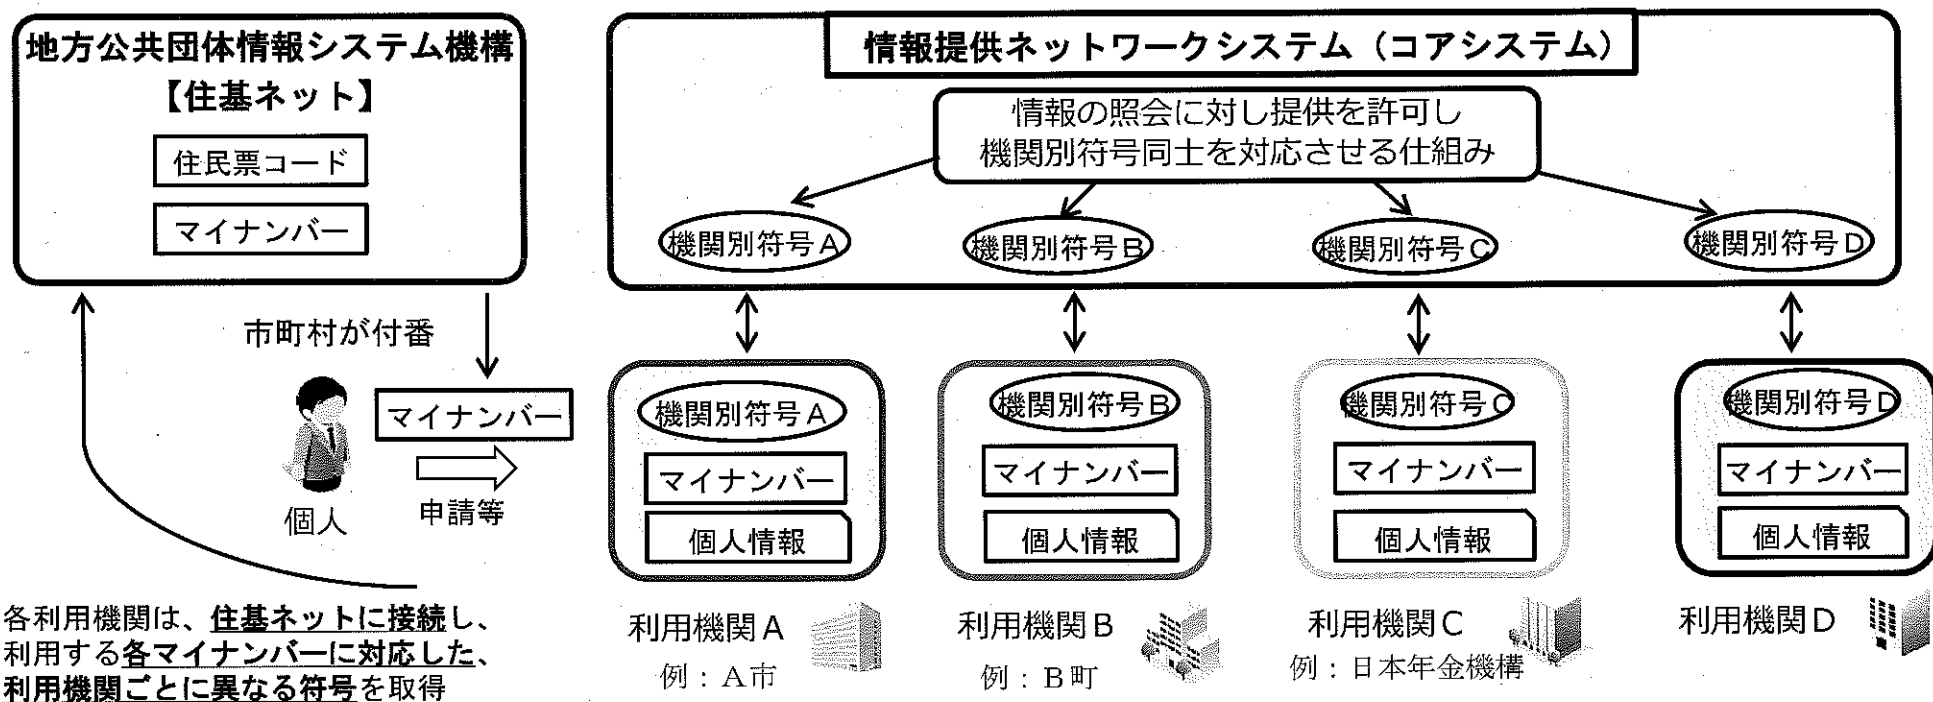 地方公共団体情報システム機構
【住基ネット】
住民票コード
マイナンバー
市町村が付番
マイナンバー
個人
申請等
各利用機関は、住基ネットに接続し、
利用する各マイナンバーに対応した、
利用機関ごとに異なる符号を取得
情報提供ネットワークシステム（コアシステム）
情報の照会に対し提供を許可し
機関別符号同士を対応させる仕組み
機関別符号A
機関別符号B
機関別符号C
機関別符号D
機関別符号A
マイナンバー
個人情報
利用機関A
例：A市
機関別符号B
マイナンバー
個人情報
利用機関B
例：B町
機関別符号C
マイナンバー
個人情報
利用機関C
例：日本年金機構
機関別符号D
マイナンバー
個人情報
利用機関D